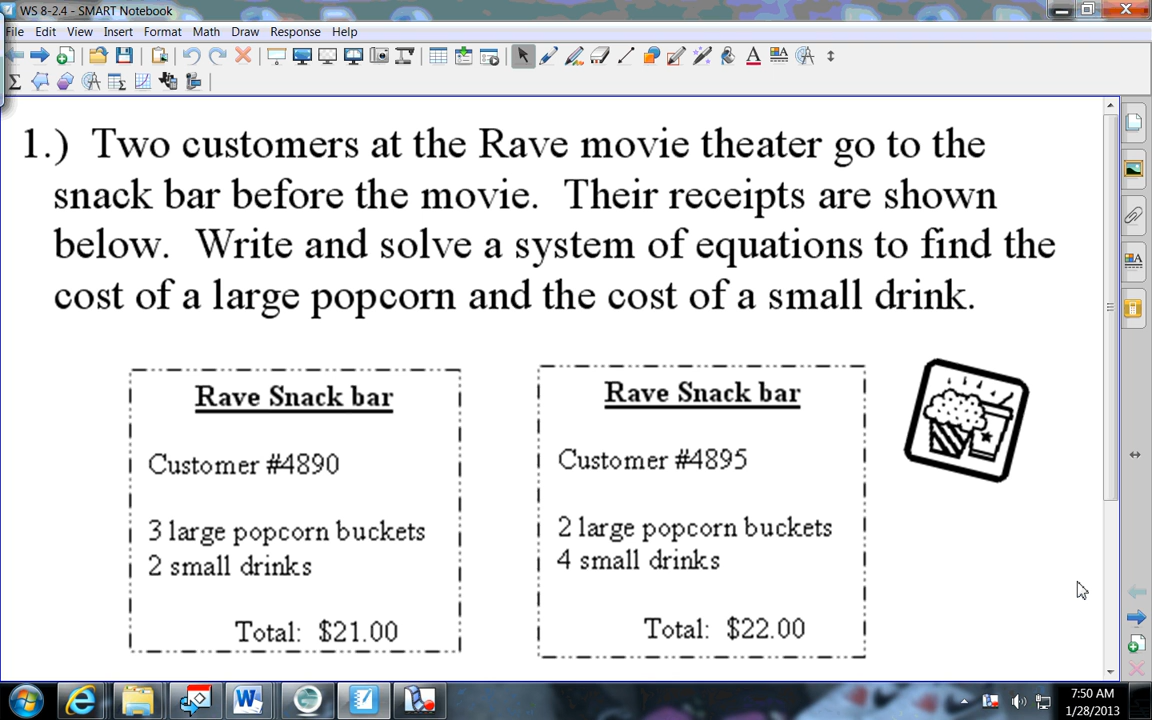 WS 8-2.4 - SMART Notebook
File Edit View Insert Format Math Draw Response Help
1.) Two customers at the Rave movie theater go to the
snack bar before the movie. Their receipts are shown
below. Write and solve a system of equations to find the
cost of a large popcorn and the cost of a small drink.
Rave Snack bar
Customer #4890
3 large popcorn buckets
2 small drinks
Total: $21.00
Rave Snack bar
Customer #4895
2 large popcorn buckets
4 small drinks
Total: $22.00
7:50 AM
1/28/2013